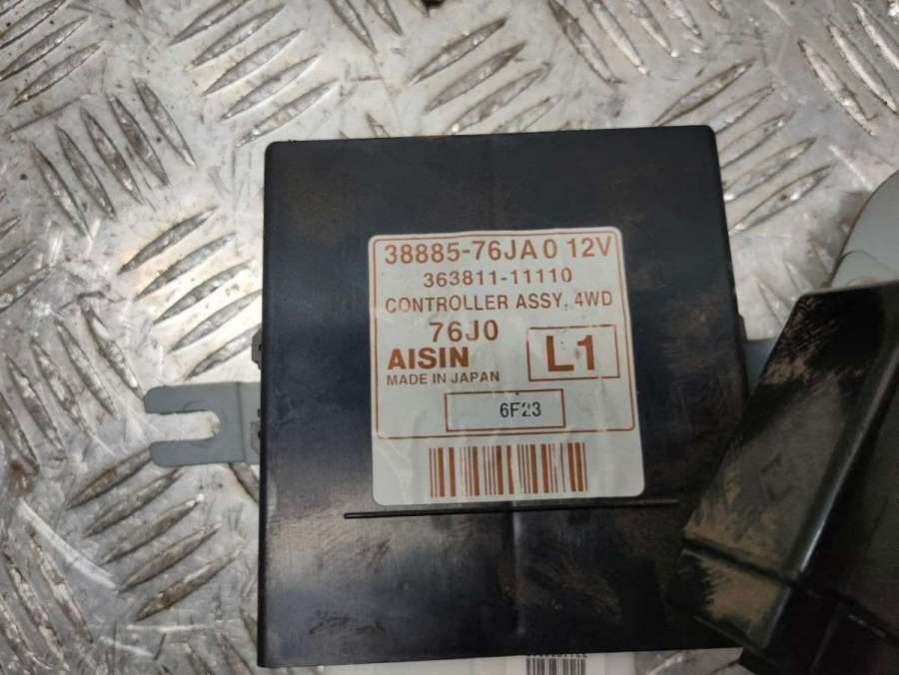 38885-76JA0 12V
363811-11110
CONTROLLER ASSY, 4WD
76J0
AISIN
L1
MADE IN JAPAN
6F23